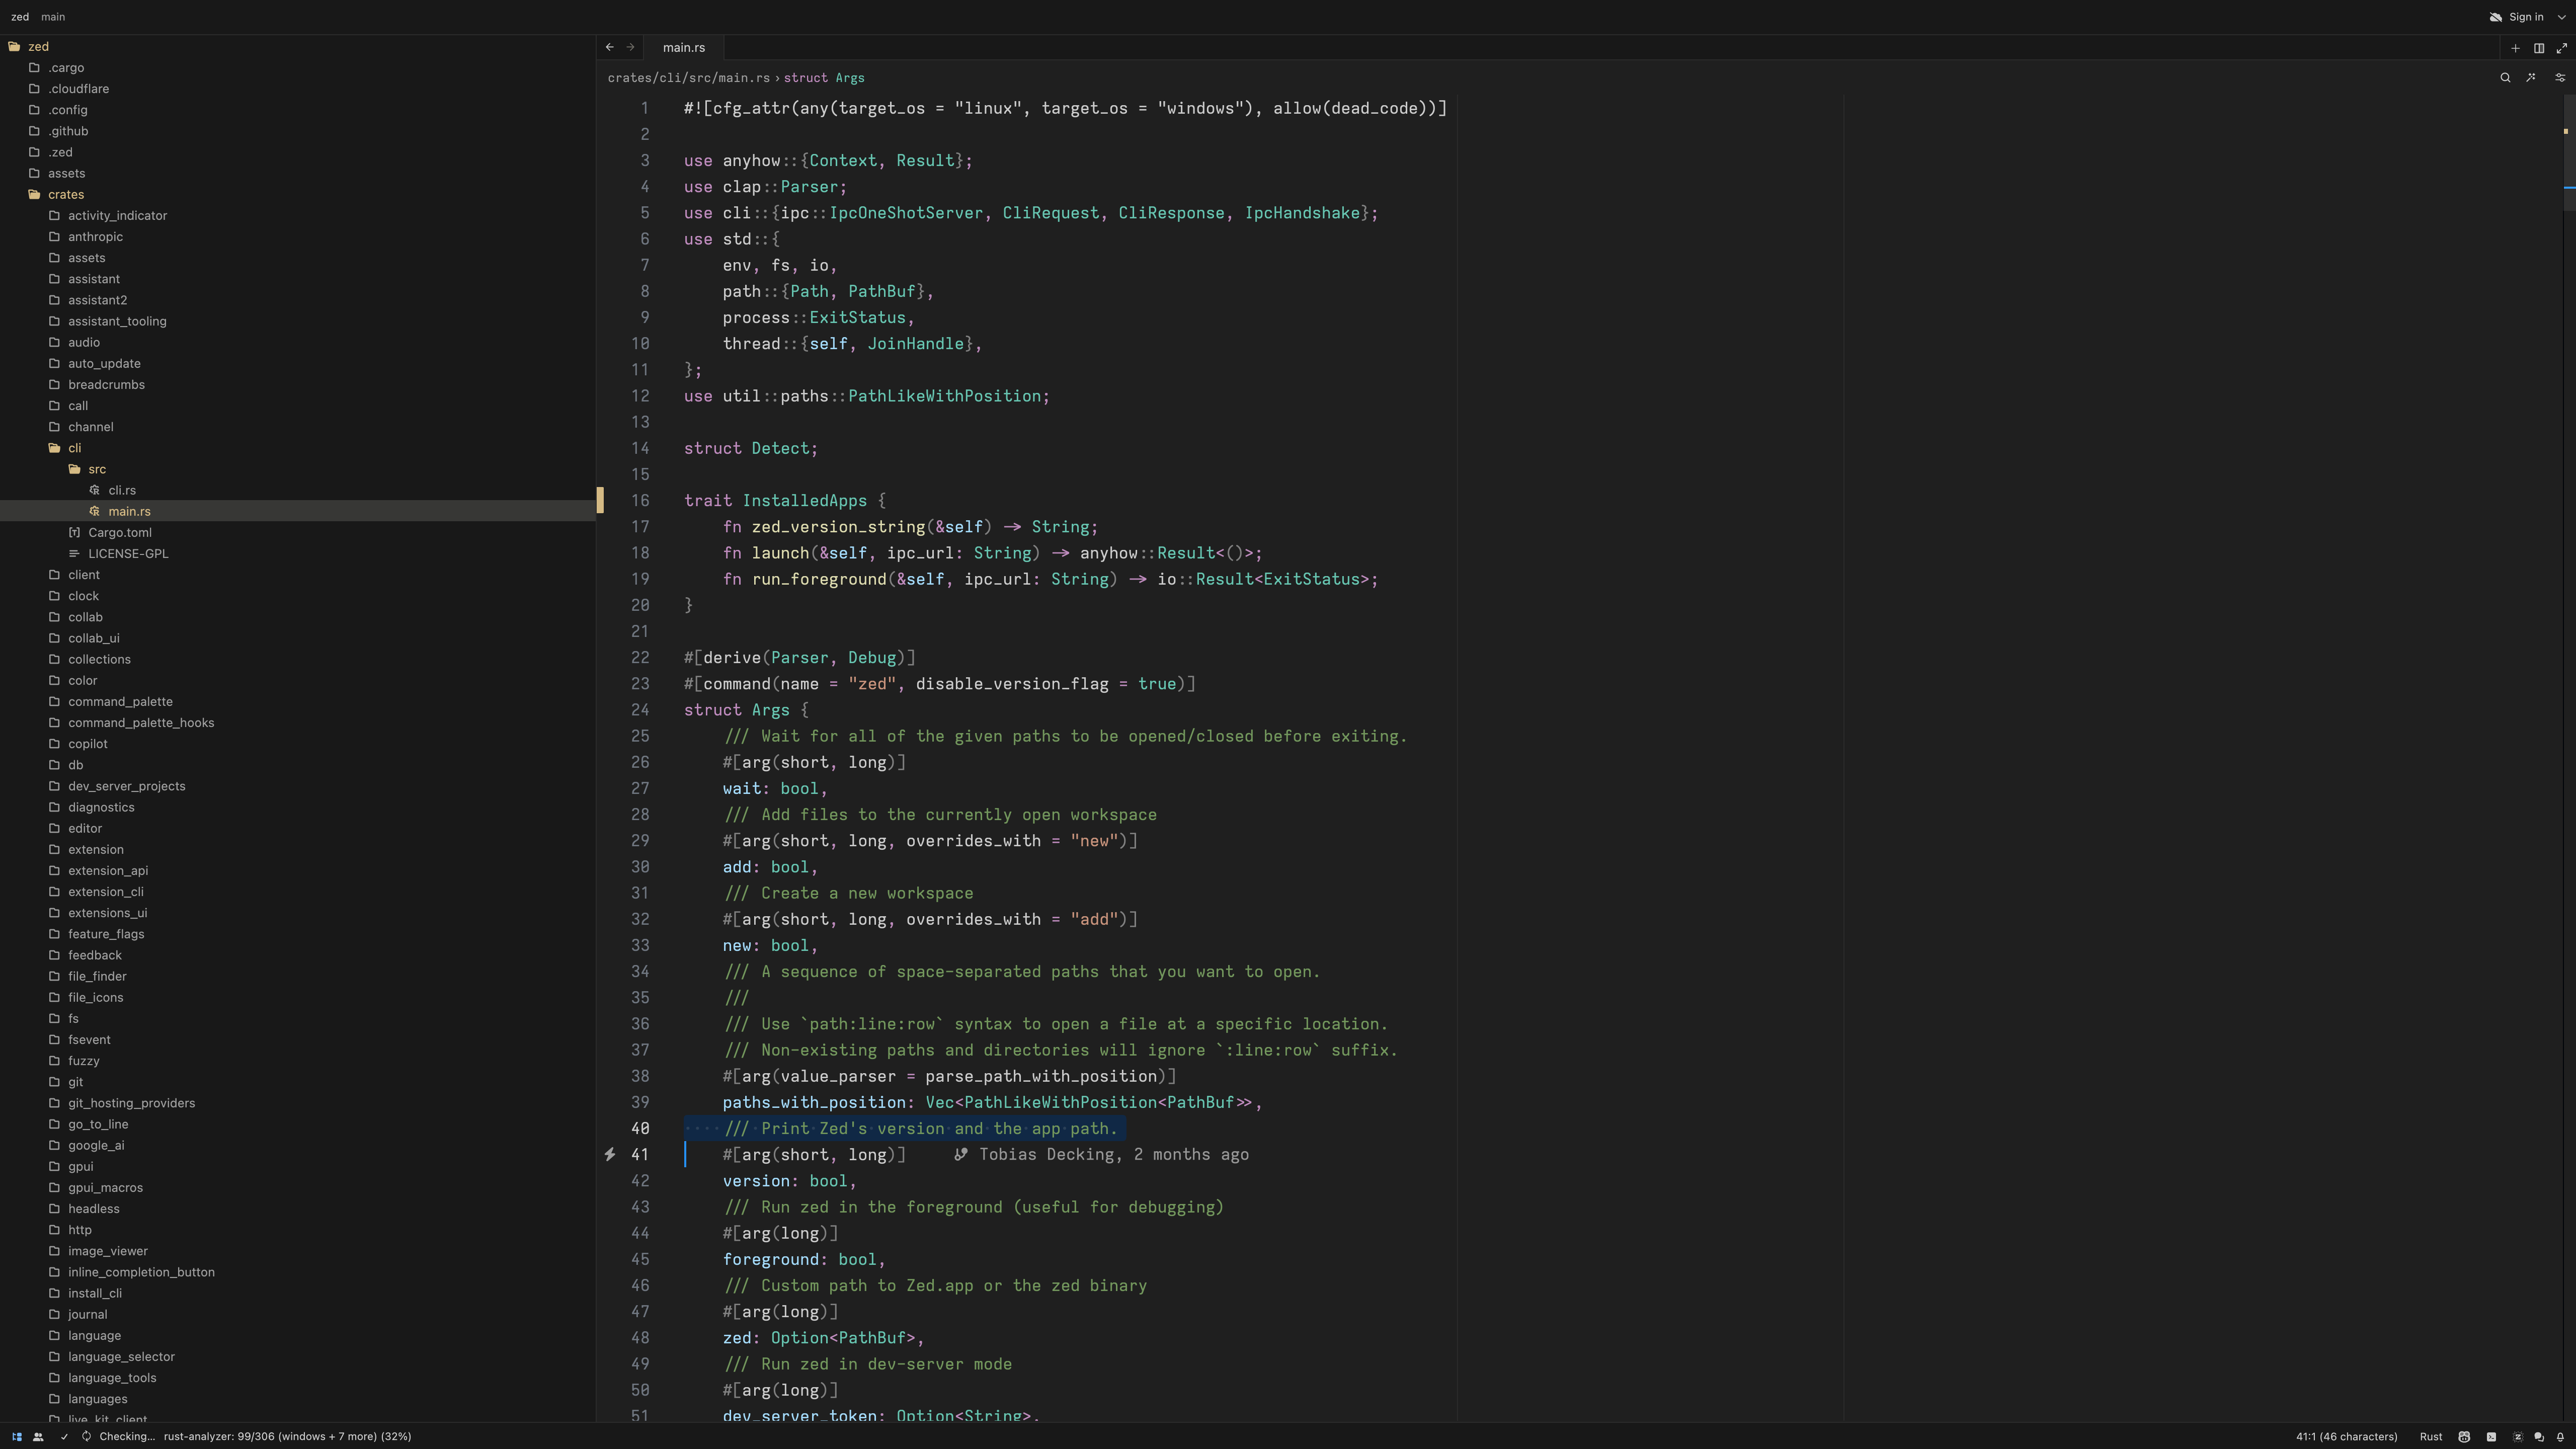 zed main
Sign in
zed
.cargo
.cloudflare
.config
.github
.zed
assets
crates
activity_indicator
anthropic
assets
assistant
assistant2
assistant_tooling
audio
auto_update
breadcrumbs
call
channel
cli
src
cli.rs
main.rs
Cargo.toml
LICENSE-GPL
client
clock
collab
collab_ui
collections
color
command_palette
command_palette_hooks
copilot
db
dev_server_projects
diagnostics
editor
extension
extension_api
extension_cli
extensions_ui
feature_flags
feedback
file_finder
file_icons
fs
fsevent
fuzzy
git
git_hosting_providers
go_to_line
google_ai
gpui
gpui_macros
headless
http
image_viewer
inline_completion_button
install_cli
journal
language
language_selector
language_tools
languages
live_kit_client
main.rs
crates/cli/src/main.rs › struct Args
1 #![cfg_attr(any(target_os = "linux", target_os = "windows"), allow(dead_code))]
2
3 use anyhow::{Context, Result};
4 use clap::Parser;
5 use cli::{ipc::IpcOneShotServer, CliRequest, CliResponse, IpcHandshake};
6 use std::{
7     env, fs, io,
8     path::{Path, PathBuf},
9     process::ExitStatus,
10     thread::{self, JoinHandle},
11 };
12 use util::paths::PathLikeWithPosition;
13
14 struct Detect;
15
16 trait InstalledApps {
17     fn zed_version_string(&self) -> String;
18     fn launch(&self, ipc_url: String) -> anyhow::Result<()>;
19     fn run_foreground(&self, ipc_url: String) -> io::Result<ExitStatus>;
20 }
21
22 #[derive(Parser, Debug)]
23 #[command(name = "zed", disable_version_flag = true)]
24 struct Args {
25     /// Wait for all of the given paths to be opened/closed before exiting.
26     #[arg(short, long)]
27     wait: bool,
28     /// Add files to the currently open workspace
29     #[arg(short, long, overrides_with = "new")]
30     add: bool,
31     /// Create a new workspace
32     #[arg(short, long, overrides_with = "add")]
33     new: bool,
34     /// A sequence of space-separated paths that you want to open.
35     ///
36     /// Use `path:line:row` syntax to open a file at a specific location.
37     /// Non-existing paths and directories will ignore `:line:row` suffix.
38     #[arg(value_parser = parse_path_with_position)]
39     paths_with_position: Vec<PathLikeWithPosition<PathBuf>>,
40     /// Print Zed's version and the app path.
41     #[arg(short, long)]     Tobias Decking, 2 months ago
42     version: bool,
43     /// Run zed in the foreground (useful for debugging)
44     #[arg(long)]
45     foreground: bool,
46     /// Custom path to Zed.app or the zed binary
47     #[arg(long)]
48     zed: Option<PathBuf>,
49     /// Run zed in dev-server mode
50     #[arg(long)]
51     dev_server_token: Option<String>,
Checking... rust-analyzer: 99/306 (windows + 7 more) (32%)
41:1 (46 characters) Rust